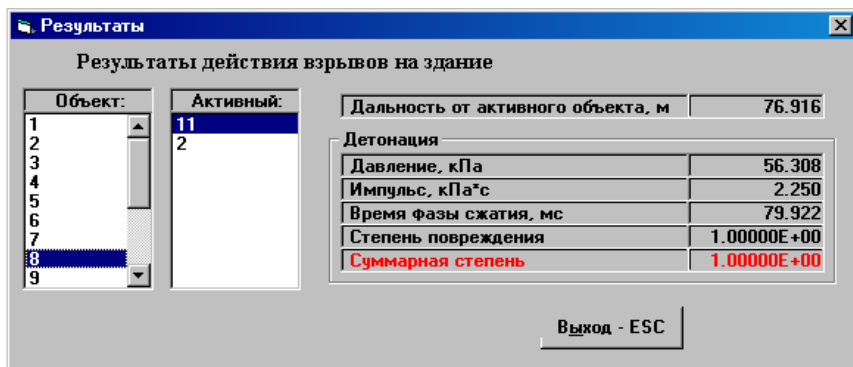 Результаты
Результаты действия взрывов на здание
Объект:
1
2
3
4
5
6
7
8
9
Активный:
11
2
Дальность от активного объекта, м 76.916
Детонация
Давление, кПа 56.308
Импульс, кПа*с 2.250
Время фазы сжатия, мс 79.922
Степень повреждения 1.00000E+00
Суммарная степень 1.00000E+00
Выход - ESC